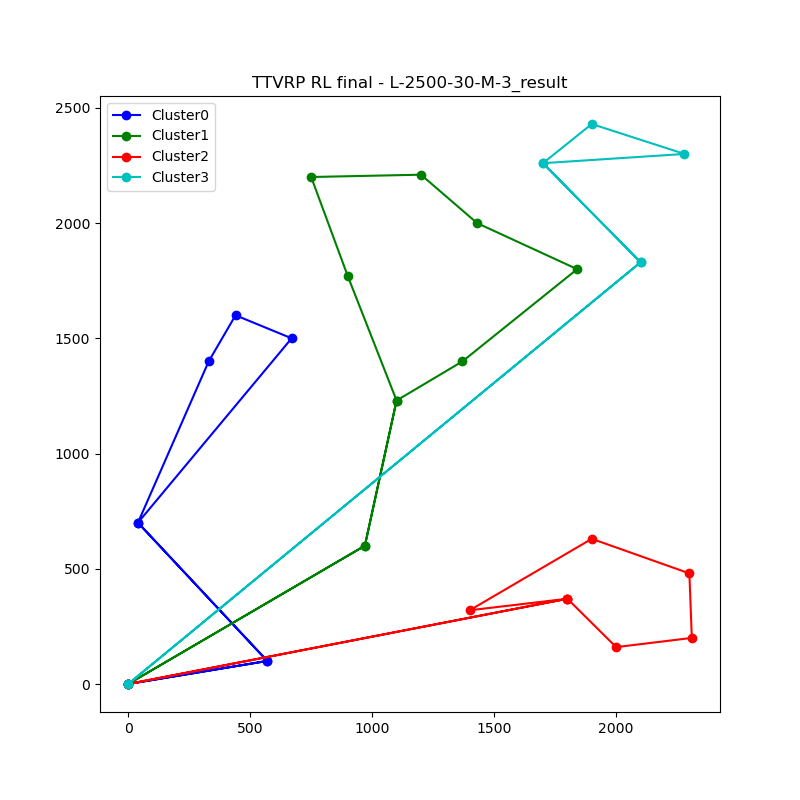 TTVRP RL final - L-2500-30-M-3_result
Cluster0
Cluster1
Cluster2
Cluster3
2500
2000
1500
1000
500
0
0 500 1000 1500 2000